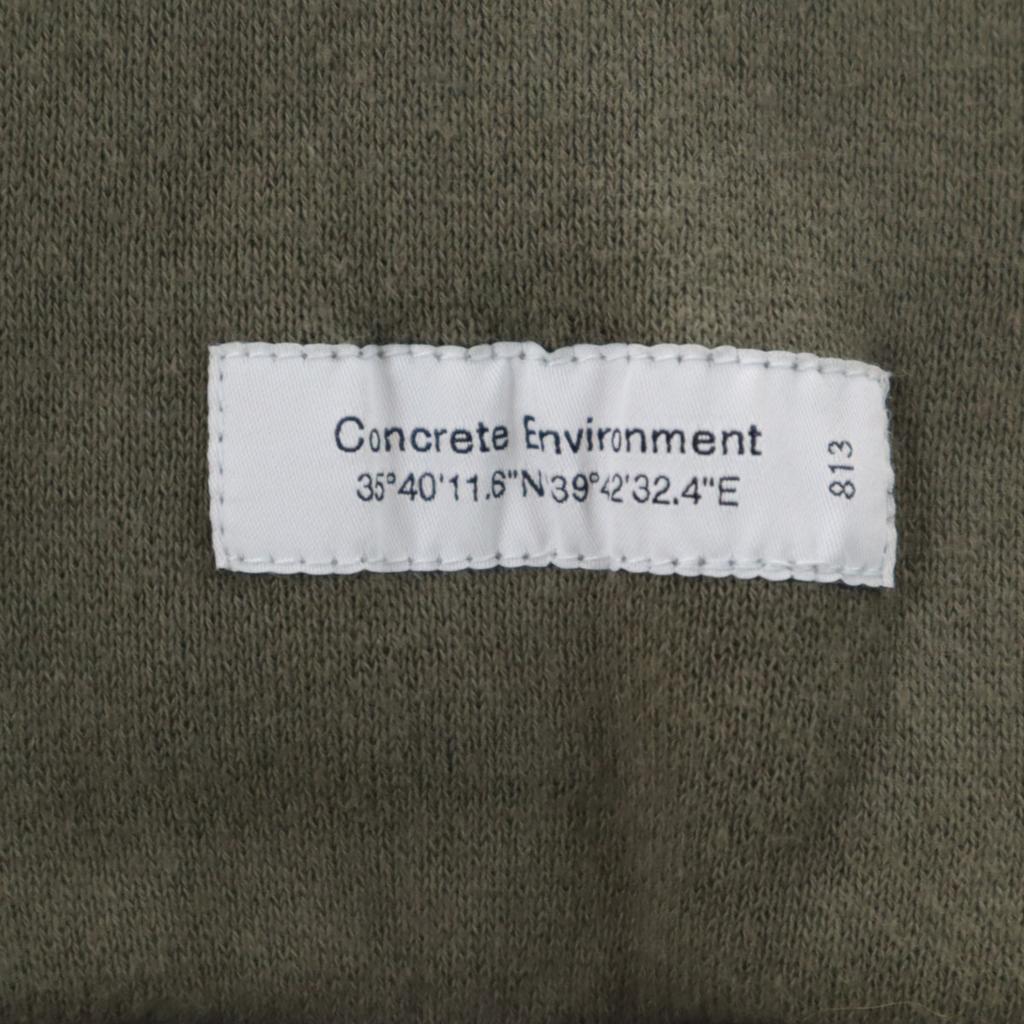 Concrete Environment
35°40'11.6"N 39°42'32.4"E
813